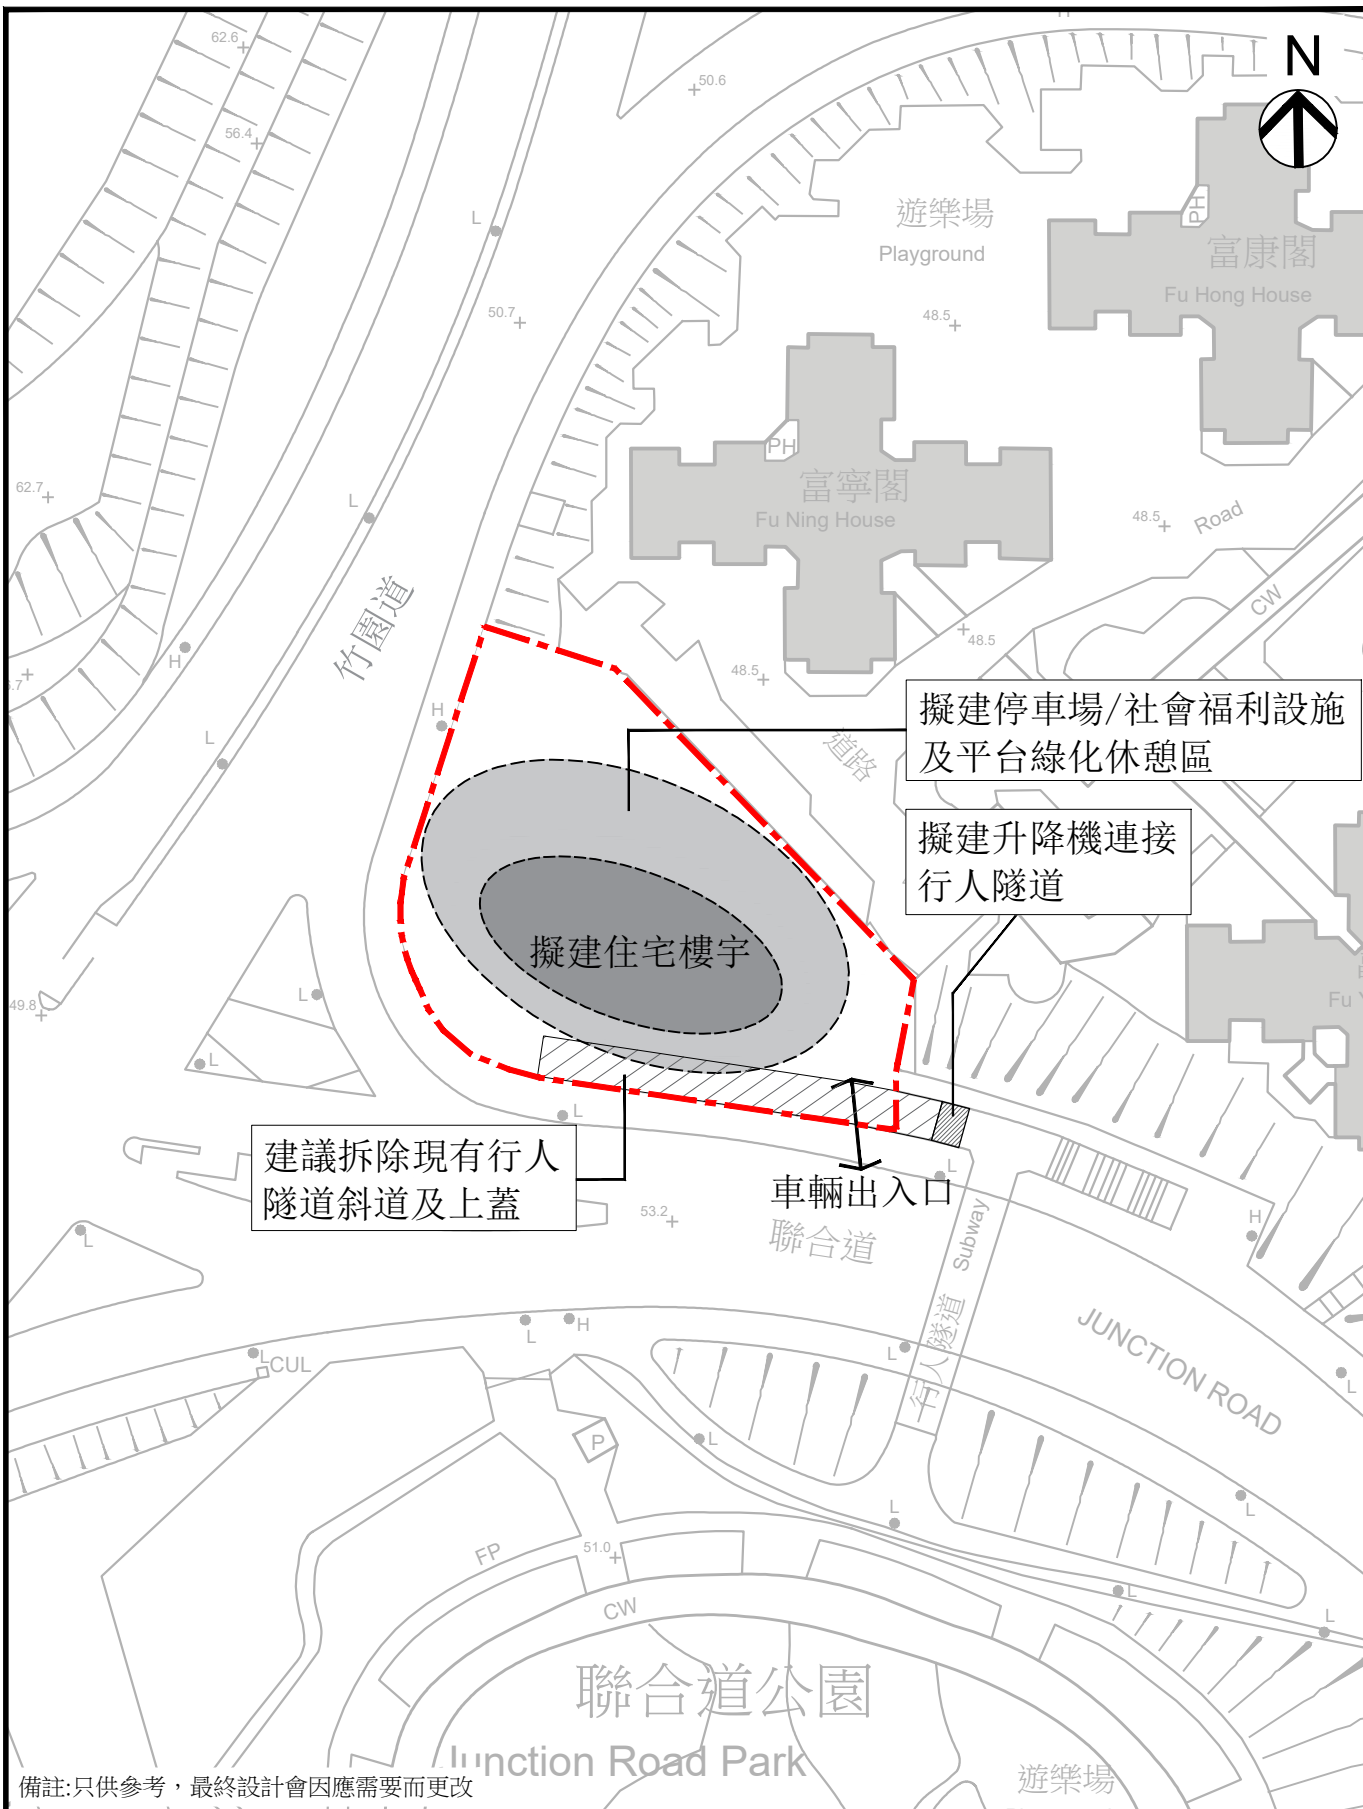 62.6
50.6
N
56.4
L
遊樂場
Playground
PH
富康閣
Fu Hong House
50.7
48.5
PH
富寧閣
Fu Ning House
62.7
L
48.5
Road
竹園道
CW
48.5
H
48.5
H
L
道路
擬建停車場/社會福利設施
及平台綠化休憩區
擬建升降機連接
行人隧道
擬建住宅樓宇
L
49.8
L
L
建議拆除現有行人
隧道斜道及上蓋
車輛出入口
L
53.2
聯合道
Subway
行人隧道
H
L
L
H
L
JUNCTION ROAD
L
L
CUL
P
L
L
L
FP
51.0
CW
L
L
聯合道公園
Junction Road Park
遊樂場
備註:只供參考，最終設計會因應需要而更改